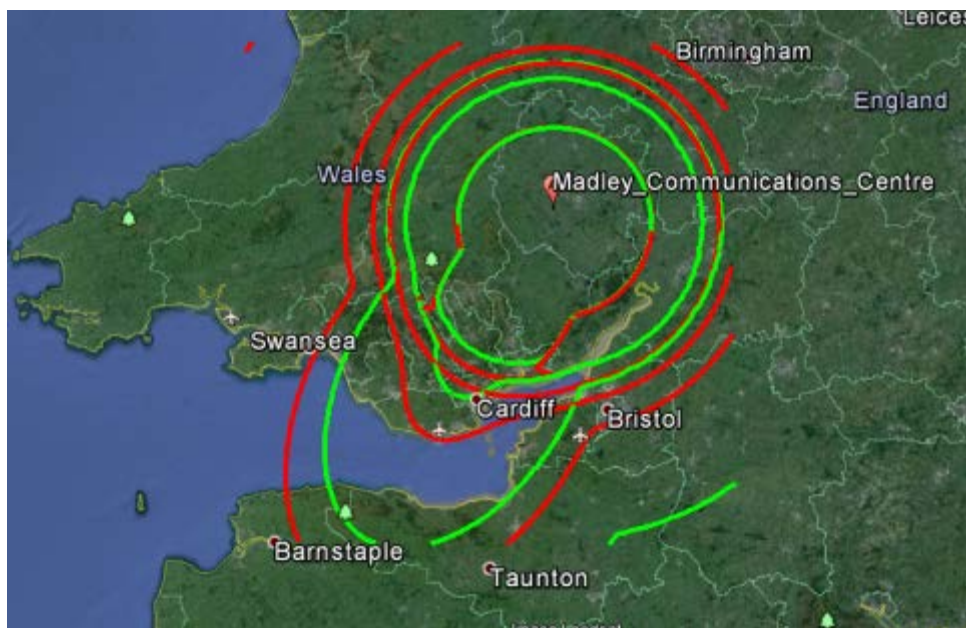 Leices
Birmingham
England
Wales
Madley_Communications_Centre
Swansea
Cardiff
Bristol
Barnstaple
Taunton